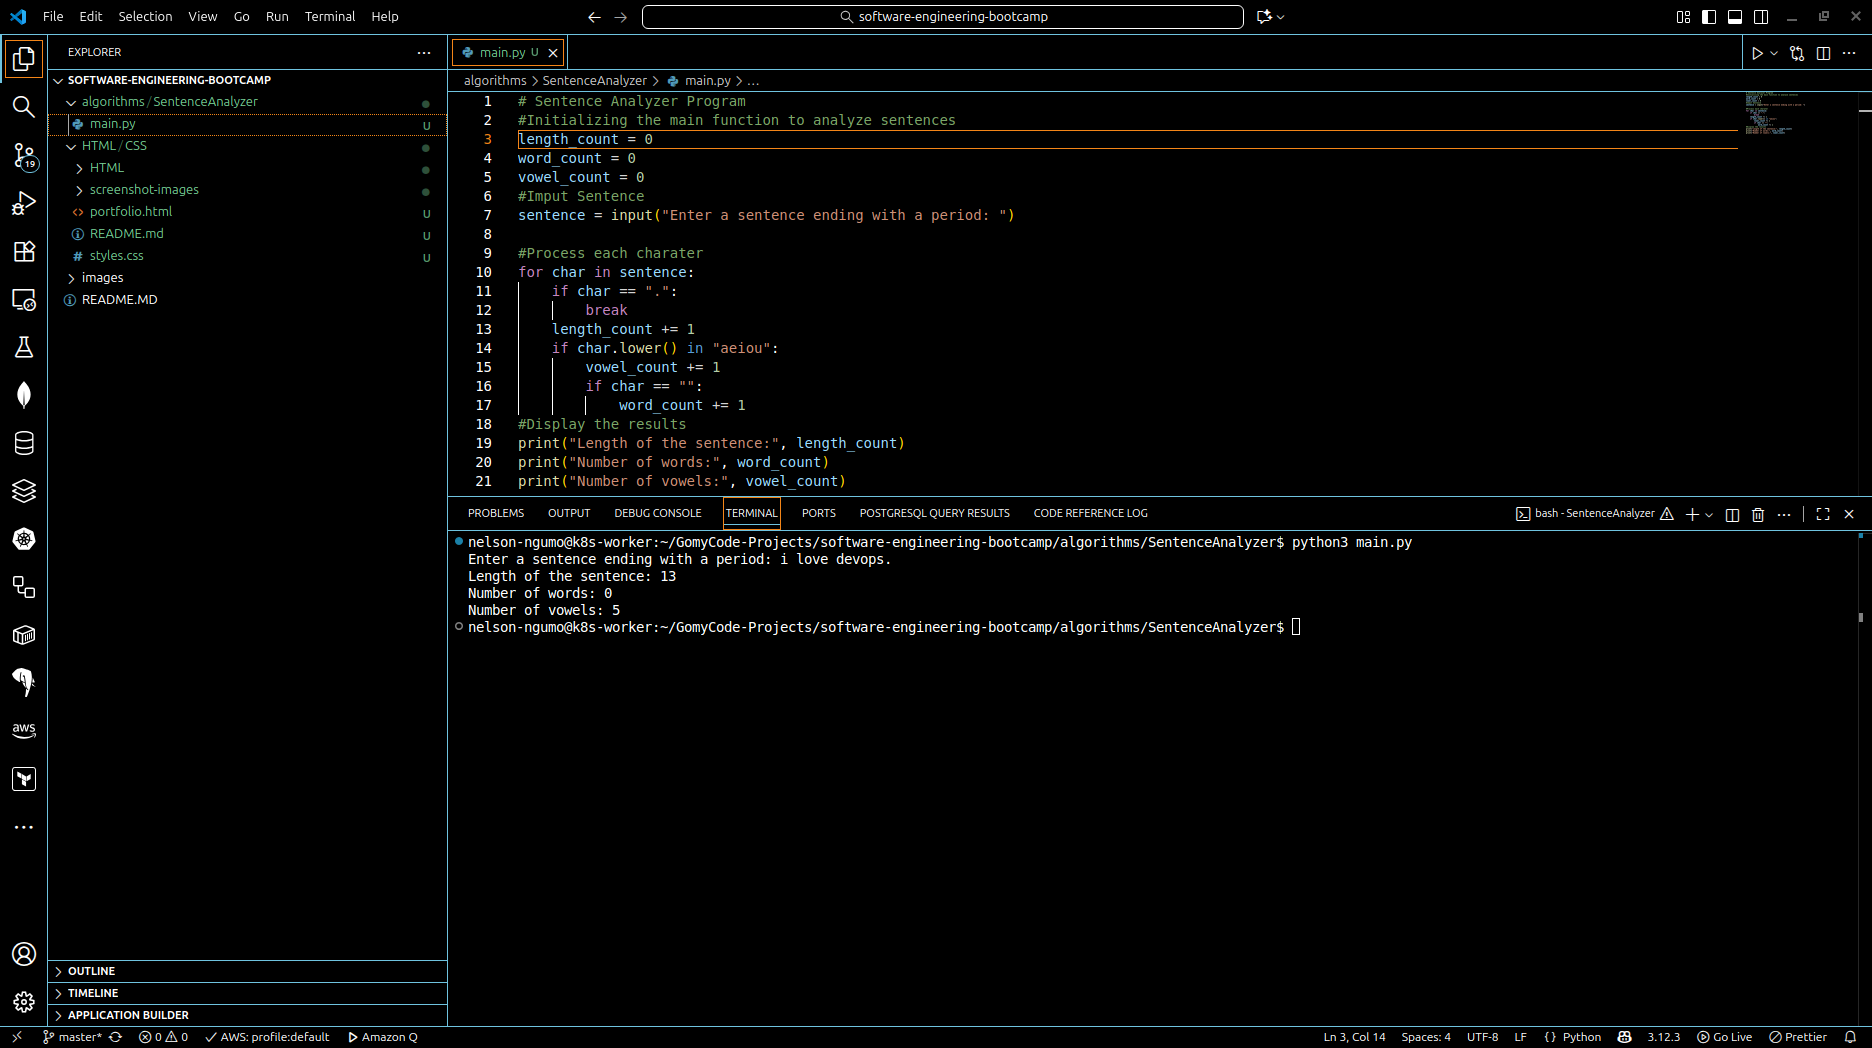 File Edit Selection View Go Run Terminal Help
software-engineering-bootcamp
EXPLORER
SOFTWARE-ENGINEERING-BOOTCAMP
algorithms / SentenceAnalyzer
main.py U
HTML / CSS
HTML
screenshot-images
portfolio.html U
README.md U
styles.css U
images
README.MD
19
aws
OUTLINE
TIMELINE
APPLICATION BUILDER
main.py U
algorithms > SentenceAnalyzer > main.py > ...
1 # Sentence Analyzer Program
2 #Initializing the main function to analyze sentences
3 length_count = 0
4 word_count = 0
5 vowel_count = 0
6 #Imput Sentence
7 sentence = input("Enter a sentence ending with a period: ")
8
9 #Process each charater
10 for char in sentence:
11 if char == ".":
12 break
13 length_count += 1
14 if char.lower() in "aeiou":
15 vowel_count += 1
16 if char == "":
17 word_count += 1
18 #Display the results
19 print("Length of the sentence:", length_count)
20 print("Number of words:", word_count)
21 print("Number of vowels:", vowel_count)
PROBLEMS OUTPUT DEBUG CONSOLE TERMINAL PORTS POSTGRESQL QUERY RESULTS CODE REFERENCE LOG
bash - SentenceAnalyzer
nelson-ngumo@k8s-worker:~/GomyCode-Projects/software-engineering-bootcamp/algorithms/SentenceAnalyzer$ python3 main.py
Enter a sentence ending with a period: i love devops.
Length of the sentence: 13
Number of words: 0
Number of vowels: 5
nelson-ngumo@k8s-worker:~/GomyCode-Projects/software-engineering-bootcamp/algorithms/SentenceAnalyzer$
master* 0 0 AWS: profile:default Amazon Q
Ln 3, Col 14 Spaces: 4 UTF-8 LF {} Python 3.12.3 Go Live Prettier